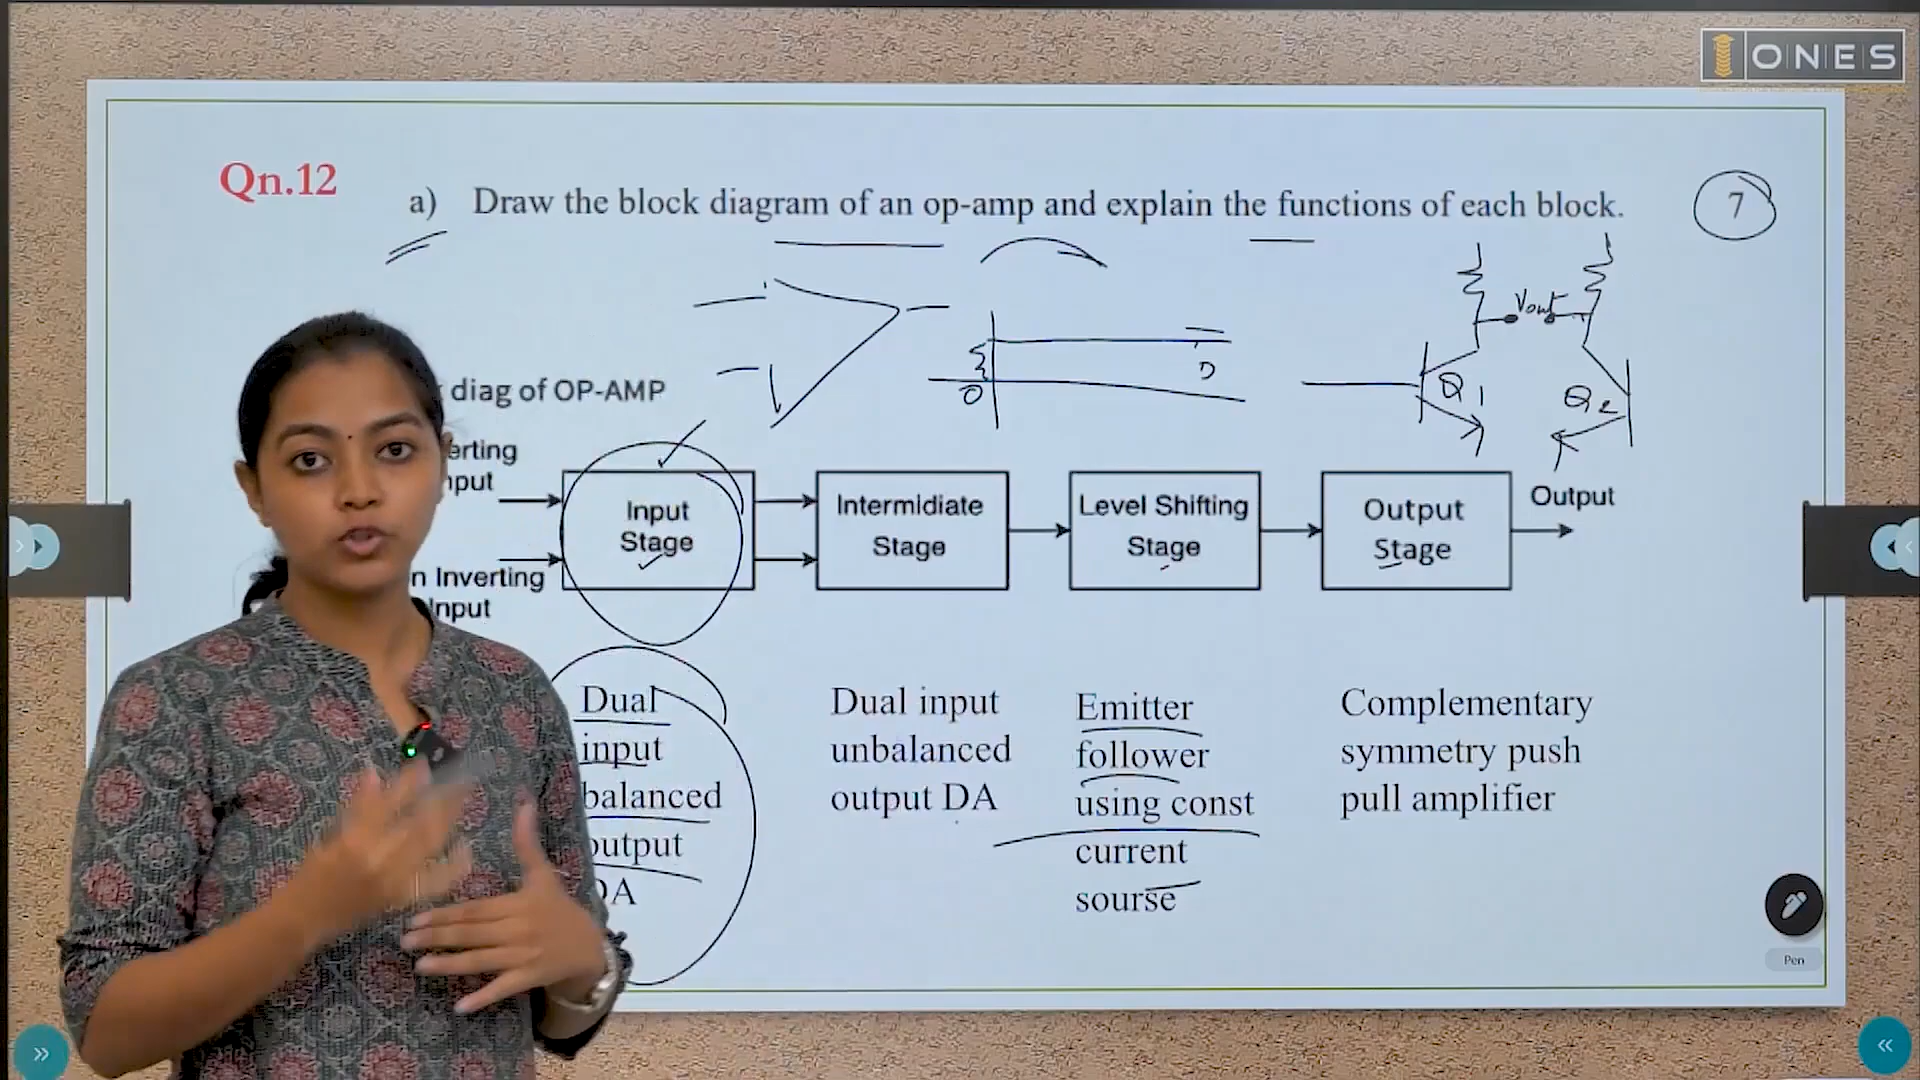 IONES
Qn.12
a) Draw the block diagram of an op-amp and explain the functions of each block. 7
Vout
Q1
Q2
diag of OP-AMP
erting
nput
n Inverting
Input
Input
Stage
Intermidiate
Stage
Level Shifting
Stage
Output
Stage
Output
Dual
input
balanced
output
DA
Dual input
unbalanced
output DA
Emitter
follower
using const
current
sourse
Complementary
symmetry push
pull amplifier
Pen